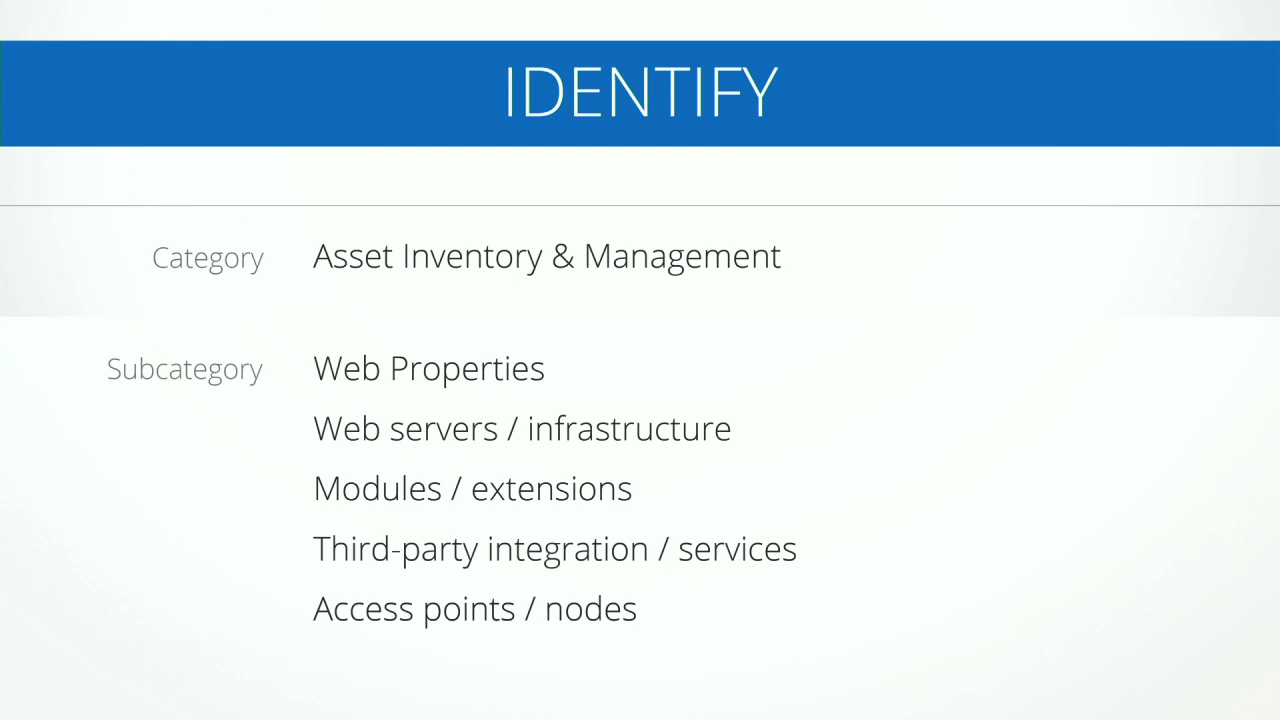 IDENTIFY
Category Asset Inventory & Management
Subcategory Web Properties
Web servers / infrastructure
Modules / extensions
Third-party integration / services
Access points / nodes